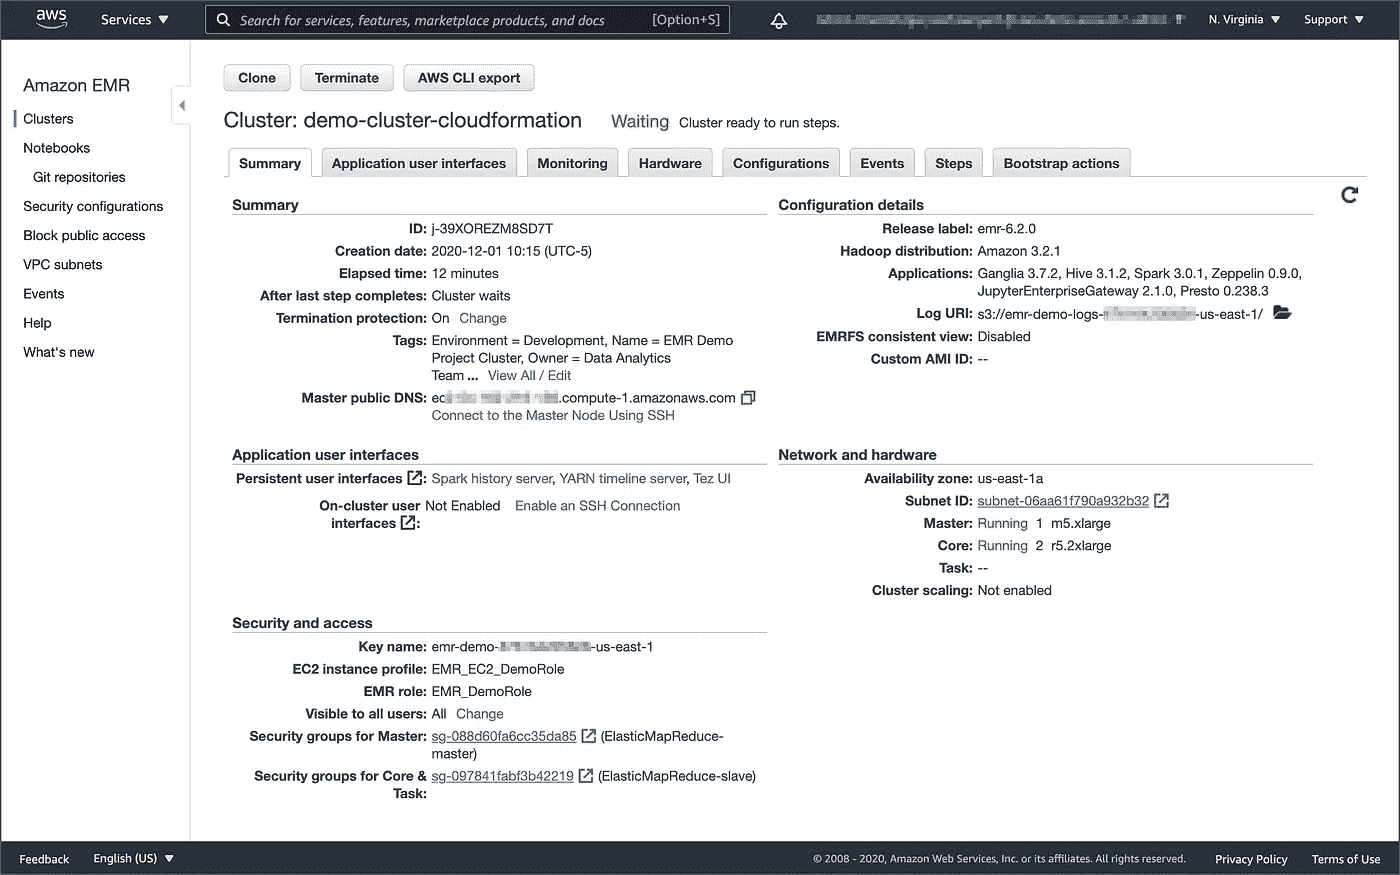 aws
Services
Search for services, features, marketplace products, and docs [Option+S]
N. Virginia
Support
Amazon EMR
Clusters
Notebooks
Git repositories
Security configurations
Block public access
VPC subnets
Events
Help
What's new
Clone
Terminate
AWS CLI export
Cluster: demo-cluster-cloudformation Waiting Cluster ready to run steps.
Summary
Application user interfaces
Monitoring
Hardware
Configurations
Events
Steps
Bootstrap actions
Summary
ID: j-39XOREZM8SD7T
Creation date: 2020-12-01 10:15 (UTC-5)
Elapsed time: 12 minutes
After last step completes: Cluster waits
Termination protection: On Change
Tags: Environment = Development, Name = EMR Demo
Project Cluster, Owner = Data Analytics
Team ... View All / Edit
Master public DNS: ec .compute-1.amazonaws.com
Connect to the Master Node Using SSH
Configuration details
Release label: emr-6.2.0
Hadoop distribution: Amazon 3.2.1
Applications: Ganglia 3.7.2, Hive 3.1.2, Spark 3.0.1, Zeppelin 0.9.0,
JupyterEnterpriseGateway 2.1.0, Presto 0.238.3
Log URI: s3://emr-demo-logs- -us-east-1/
EMRFS consistent view: Disabled
Custom AMI ID: --
Application user interfaces
Persistent user interfaces : Spark history server, YARN timeline server, Tez UI
On-cluster user Not Enabled Enable an SSH Connection
interfaces :
Network and hardware
Availability zone: us-east-1a
Subnet ID: subnet-06aa61f790a932b32
Master: Running 1 m5.xlarge
Core: Running 2 r5.2xlarge
Task: --
Cluster scaling: Not enabled
Security and access
Key name: emr-demo- -us-east-1
EC2 instance profile: EMR_EC2_DemoRole
EMR role: EMR_DemoRole
Visible to all users: All Change
Security groups for Master: sg-088d60fa6cc35da85 (ElasticMapReduce-
master)
Security groups for Core & sg-097841fabf3b42219 (ElasticMapReduce-slave)
Task:
Feedback
English (US)
© 2008 - 2020, Amazon Web Services, Inc. or its affiliates. All rights reserved.
Privacy Policy
Terms of Use